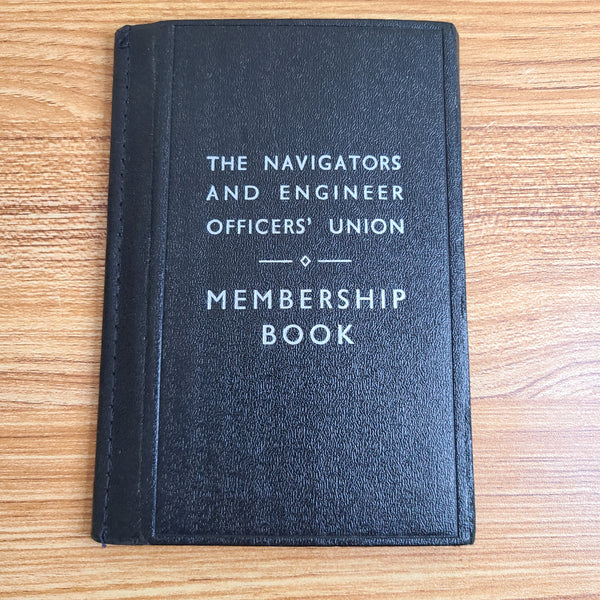 THE NAVIGATORS
AND ENGINEER
OFFICERS' UNION
MEMBERSHIP
BOOK